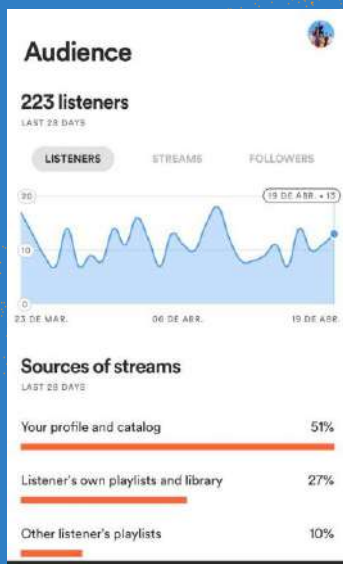 Audience
223 listeners
LAST 28 DAYS
LISTENERS STREAMS FOLLOWERS
20
19 DE ABR. • 13
10
0
23 DE MAR. 06 DE ABR. 19 DE ABR.
Sources of streams
LAST 28 DAYS
Your profile and catalog 51%
Listener's own playlists and library 27%
Other listener's playlists 10%